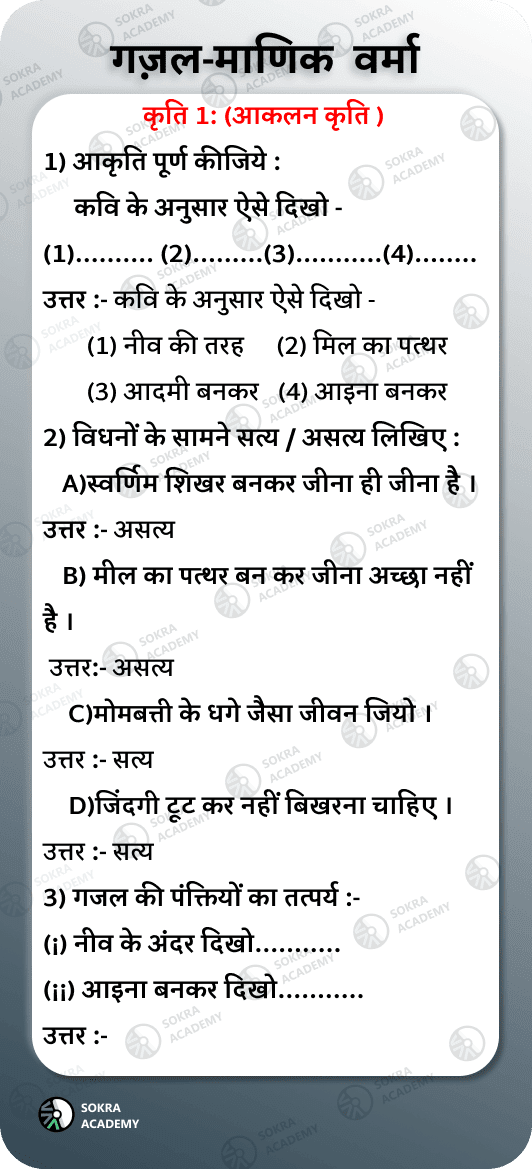 गज़ल-माणिक वर्मा
कृति 1: (आकलन कृति )
1) आकृति पूर्ण कीजिये :
कवि के अनुसार ऐसे दिखो -
(1).......... (2).........(3)...........(4)........
उत्तर :- कवि के अनुसार ऐसे दिखो -
(1) नीव की तरह (2) मिल का पत्थर
(3) आदमी बनकर (4) आइना बनकर
2) विधनों के सामने सत्य / असत्य लिखिए :
A)स्वर्णिम शिखर बनकर जीना ही जीना है ।
उत्तर :- असत्य
B) मील का पत्थर बन कर जीना अच्छा नहीं
है ।
उत्तर:- असत्य
C)मोमबत्ती के धगे जैसा जीवन जियो ।
उत्तर :- सत्य
D)जिंदगी टूट कर नहीं बिखरना चाहिए ।
उत्तर :- सत्य
3) गजल की पंक्तियों का तत्पर्य :-
(¡) नीव के अंदर दिखो...........
(¡¡) आइना बनकर दिखो...........
उत्तर :-
SOKRA
ACADEMY